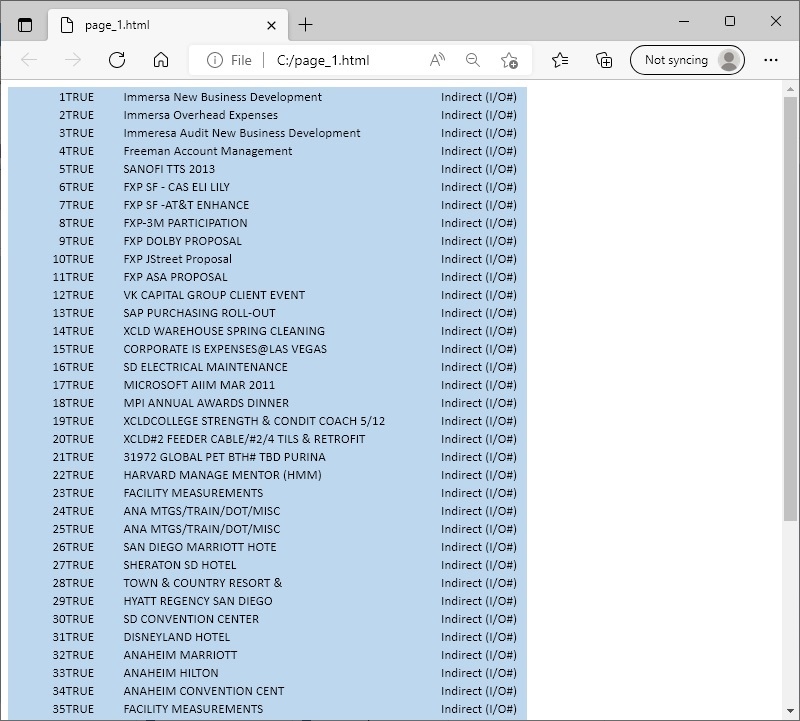 page_1.html
File C:/page_1.html Not syncing
1TRUE Immersa New Business Development Indirect (I/O#)
2TRUE Immersa Overhead Expenses Indirect (I/O#)
3TRUE Immeresa Audit New Business Development Indirect (I/O#)
4TRUE Freeman Account Management Indirect (I/O#)
5TRUE SANOFI TTS 2013 Indirect (I/O#)
6TRUE FXP SF - CAS ELI LILY Indirect (I/O#)
7TRUE FXP SF -AT&T ENHANCE Indirect (I/O#)
8TRUE FXP-3M PARTICIPATION Indirect (I/O#)
9TRUE FXP DOLBY PROPOSAL Indirect (I/O#)
10TRUE FXP JStreet Proposal Indirect (I/O#)
11TRUE FXP ASA PROPOSAL Indirect (I/O#)
12TRUE VK CAPITAL GROUP CLIENT EVENT Indirect (I/O#)
13TRUE SAP PURCHASING ROLL-OUT Indirect (I/O#)
14TRUE XCLD WAREHOUSE SPRING CLEANING Indirect (I/O#)
15TRUE CORPORATE IS EXPENSES@LAS VEGAS Indirect (I/O#)
16TRUE SD ELECTRICAL MAINTENANCE Indirect (I/O#)
17TRUE MICROSOFT AIIM MAR 2011 Indirect (I/O#)
18TRUE MPI ANNUAL AWARDS DINNER Indirect (I/O#)
19TRUE XCLDCOLLEGE STRENGTH & CONDIT COACH 5/12 Indirect (I/O#)
20TRUE XCLD#2 FEEDER CABLE/#2/4 TILS & RETROFIT Indirect (I/O#)
21TRUE 31972 GLOBAL PET BTH# TBD PURINA Indirect (I/O#)
22TRUE HARVARD MANAGE MENTOR (HMM) Indirect (I/O#)
23TRUE FACILITY MEASUREMENTS Indirect (I/O#)
24TRUE ANA MTGS/TRAIN/DOT/MISC Indirect (I/O#)
25TRUE ANA MTGS/TRAIN/DOT/MISC Indirect (I/O#)
26TRUE SAN DIEGO MARRIOTT HOTE Indirect (I/O#)
27TRUE SHERATON SD HOTEL Indirect (I/O#)
28TRUE TOWN & COUNTRY RESORT & Indirect (I/O#)
29TRUE HYATT REGENCY SAN DIEGO Indirect (I/O#)
30TRUE SD CONVENTION CENTER Indirect (I/O#)
31TRUE DISNEYLAND HOTEL Indirect (I/O#)
32TRUE ANAHEIM MARRIOTT Indirect (I/O#)
33TRUE ANAHEIM HILTON Indirect (I/O#)
34TRUE ANAHEIM CONVENTION CENT Indirect (I/O#)
35TRUE FACILITY MEASUREMENTS Indirect (I/O#)